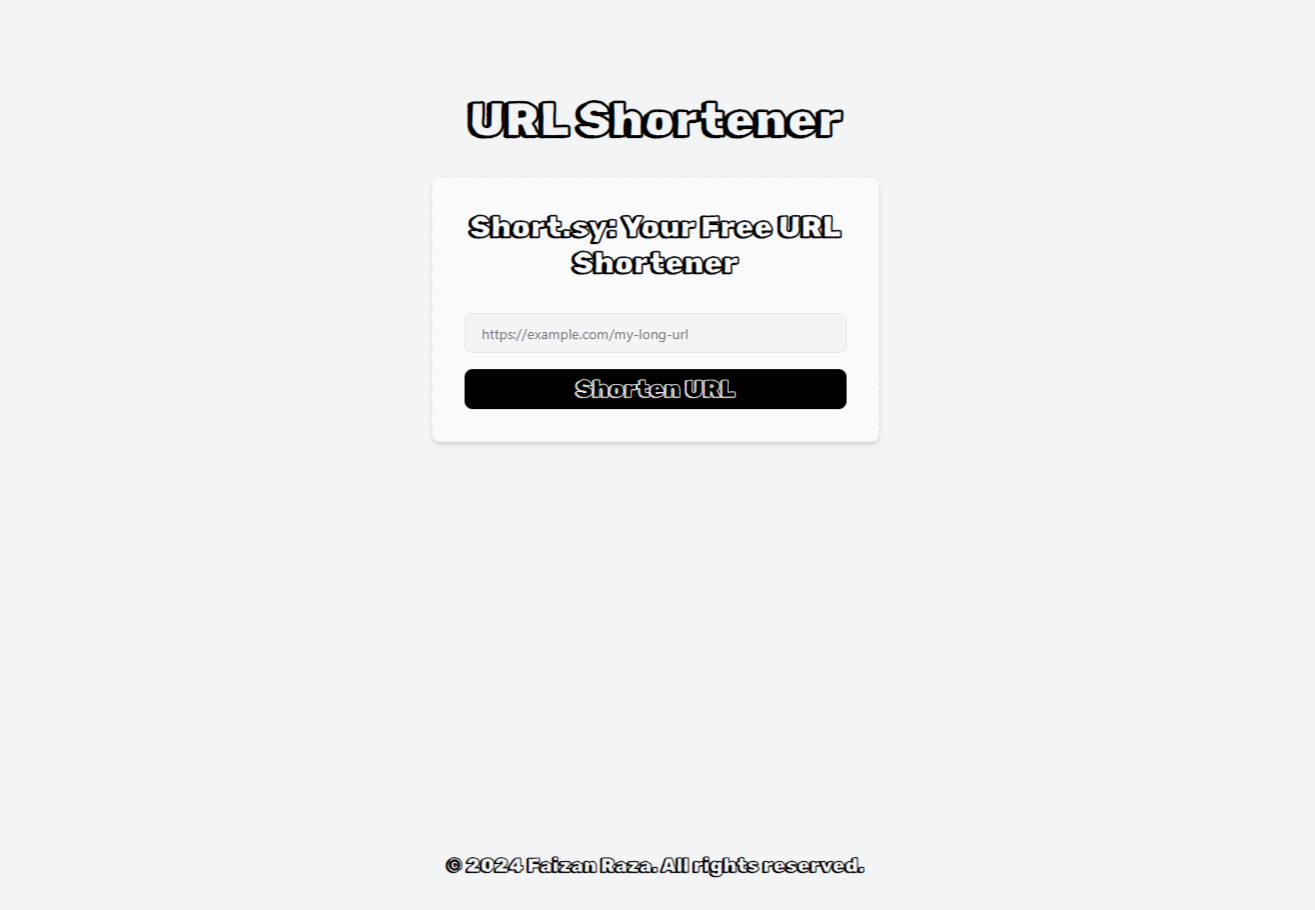 URL Shortener
Short.sy: Your Free URL
Shortener
https://example.com/my-long-url
Shorten URL
© 2024 Faizan Raza. All rights reserved.